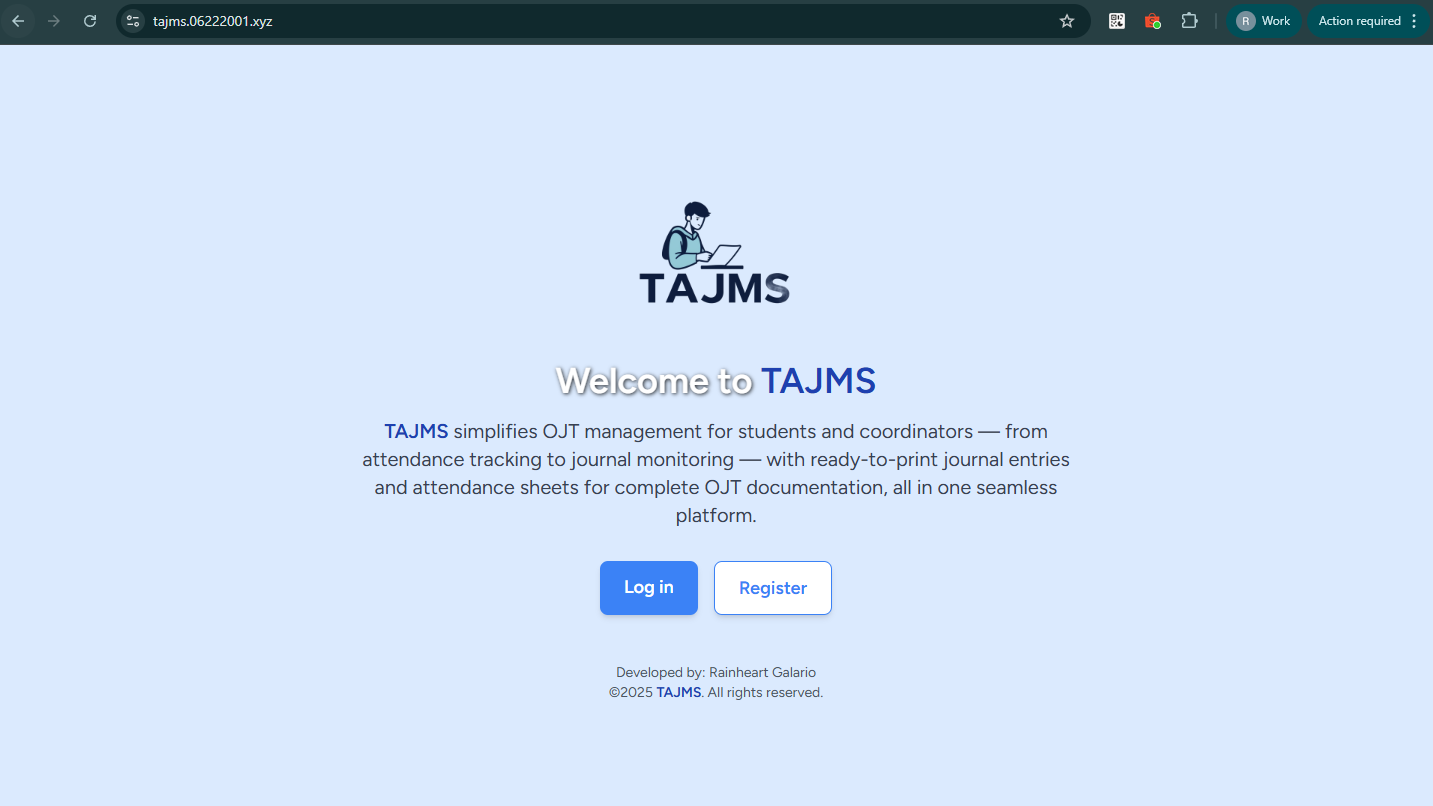 tajms.06222001.xyz
R Work
Action required
TAJMS
Welcome to TAJMS
TAJMS simplifies OJT management for students and coordinators — from
attendance tracking to journal monitoring — with ready-to-print journal entries
and attendance sheets for complete OJT documentation, all in one seamless
platform.
Log in
Register
Developed by: Rainheart Galario
©2025 TAJMS. All rights reserved.